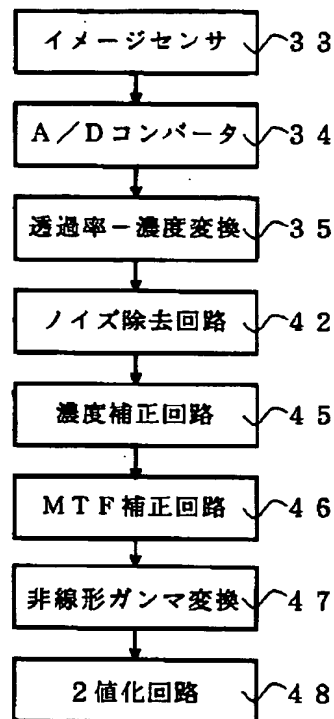 イメージセンサ 33
A/Dコンバータ 34
透過率-濃度変換 35
ノイズ除去回路 42
濃度補正回路 45
MTF補正回路 46
非線形ガンマ変換 47
2値化回路 48